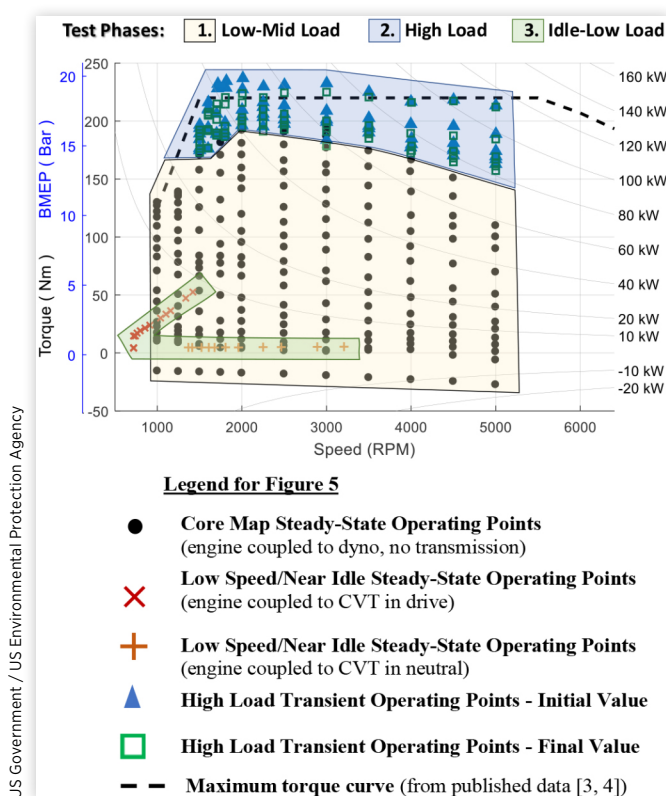 Test Phases: 1. Low-Mid Load 2. High Load 3. Idle-Low Load
250
200
150
100
50
0
-50
20
15
10
5
0
BMEP ( Bar )
Torque ( Nm )
160 kW
140 kW
120 kW
100 kW
80 kW
60 kW
40 kW
20 kW
10 kW
-10 kW
-20 kW
1000 2000 3000 4000 5000 6000
Speed (RPM)
Legend for Figure 5
Core Map Steady-State Operating Points
(engine coupled to dyno, no transmission)
Low Speed/Near Idle Steady-State Operating Points
(engine coupled to CVT in drive)
Low Speed/Near Idle Steady-State Operating Points
(engine coupled to CVT in neutral)
High Load Transient Operating Points - Initial Value
High Load Transient Operating Points - Final Value
Maximum torque curve (from published data [3, 4])
US Government / US Environmental Protection Agency